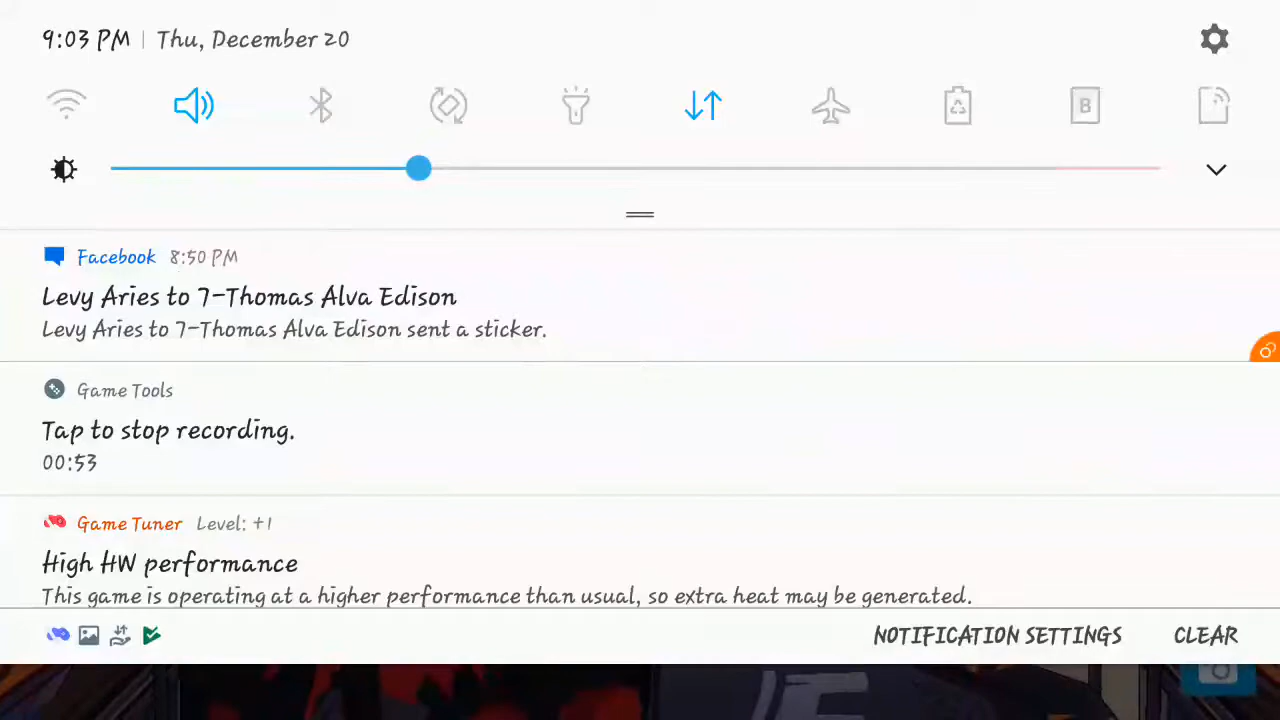 9:03 PM | Thu, December 20
B
Facebook 8:50 PM
Levy Aries to 7-Thomas Alva Edison
Levy Aries to 7-Thomas Alva Edison sent a sticker.
Game Tools
Tap to stop recording.
00:53
Game Tuner Level: +1
High HW performance
This game is operating at a higher performance than usual, so extra heat may be generated.
NOTIFICATION SETTINGS CLEAR